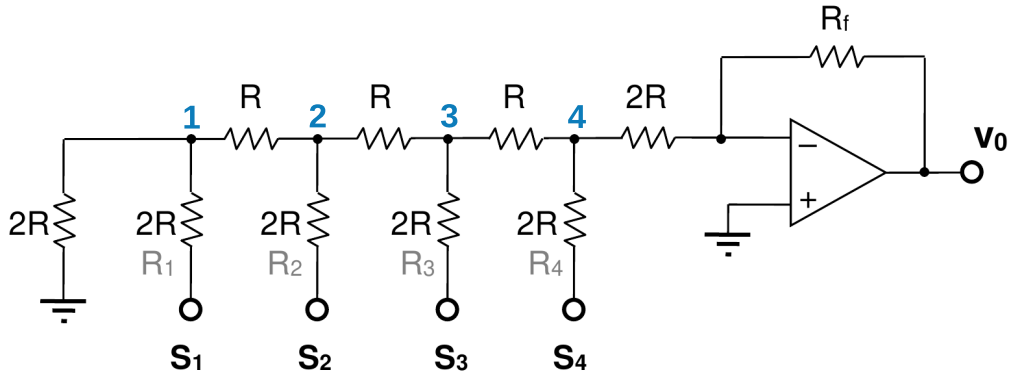 R_f
R R R 2R
1 2 3 4
− v₀
+
2R 2R 2R 2R 2R
R₁ R₂ R₃ R₄
S₁ S₂ S₃ S₄